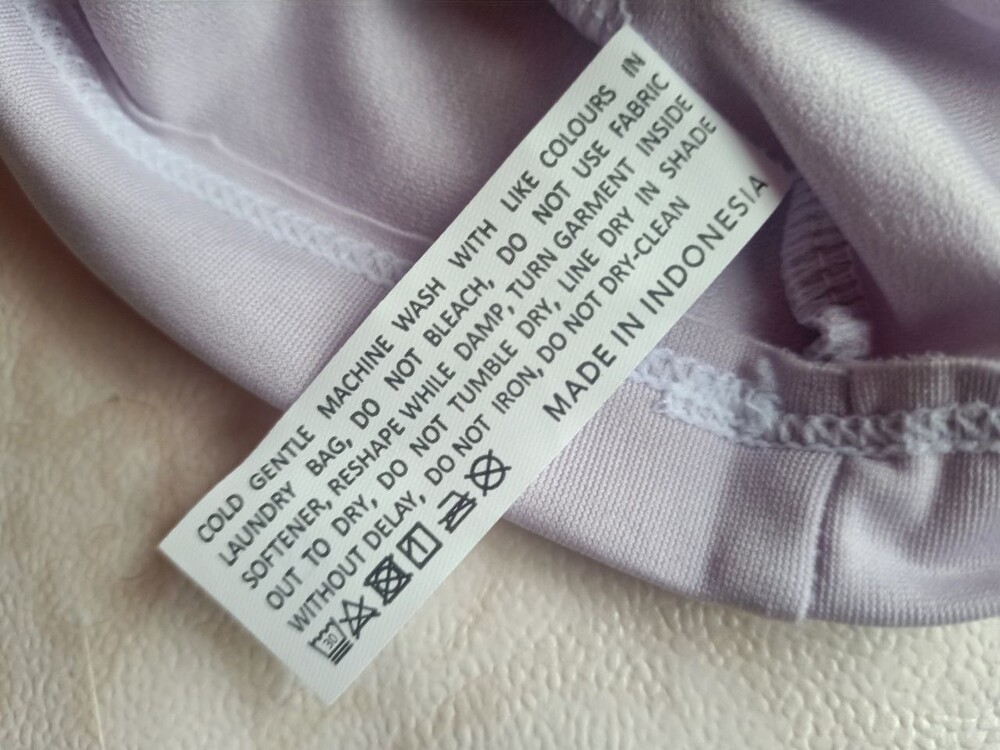 COLD GENTLE MACHINE WASH WITH LIKE COLOURS IN
LAUNDRY BAG, DO NOT BLEACH, DO NOT USE FABRIC
SOFTENER, RESHAPE WHILE DAMP, TURN GARMENT INSIDE
OUT TO DRY, DO NOT TUMBLE DRY, LINE DRY IN SHADE
WITHOUT DELAY, DO NOT IRON, DO NOT DRY-CLEAN
MADE IN INDONESIA
30